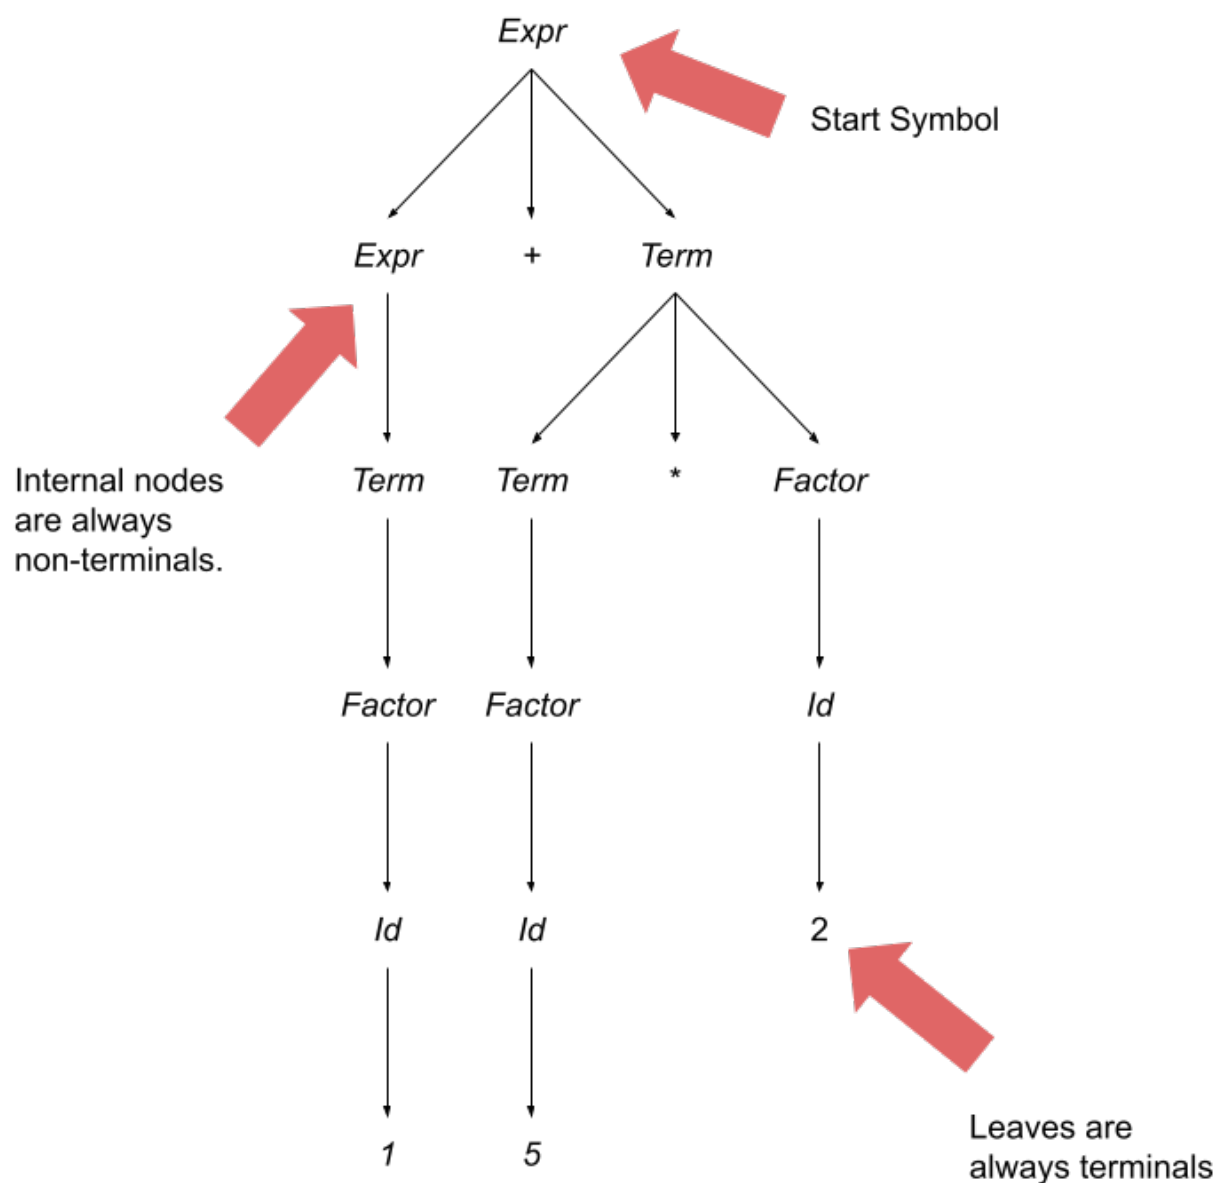 Expr
Start Symbol
Expr + Term
Internal nodes
are always
non-terminals.
Term Term * Factor
Factor Factor Id
Id Id 2
Leaves are
always terminals
1 5